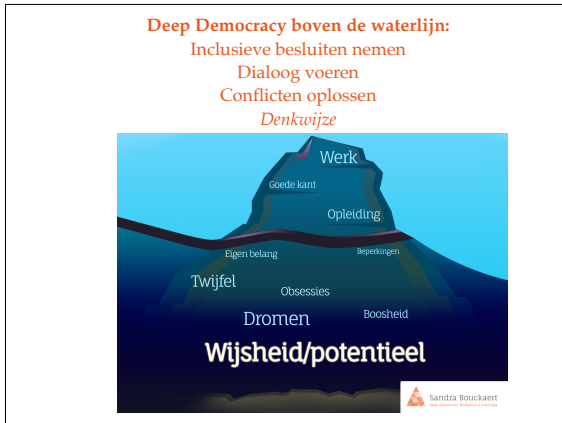 Deep Democracy boven de waterlijn:
Inclusieve besluiten nemen
Dialoog voeren
Conflicten oplossen
Denkwijze
Werk
Goede kant
Opleiding
Eigen belang
Beperkingen
Twijfel
Obsessies
Dromen
Boosheid
Wijsheid/potentieel
Sandra Bouckaert